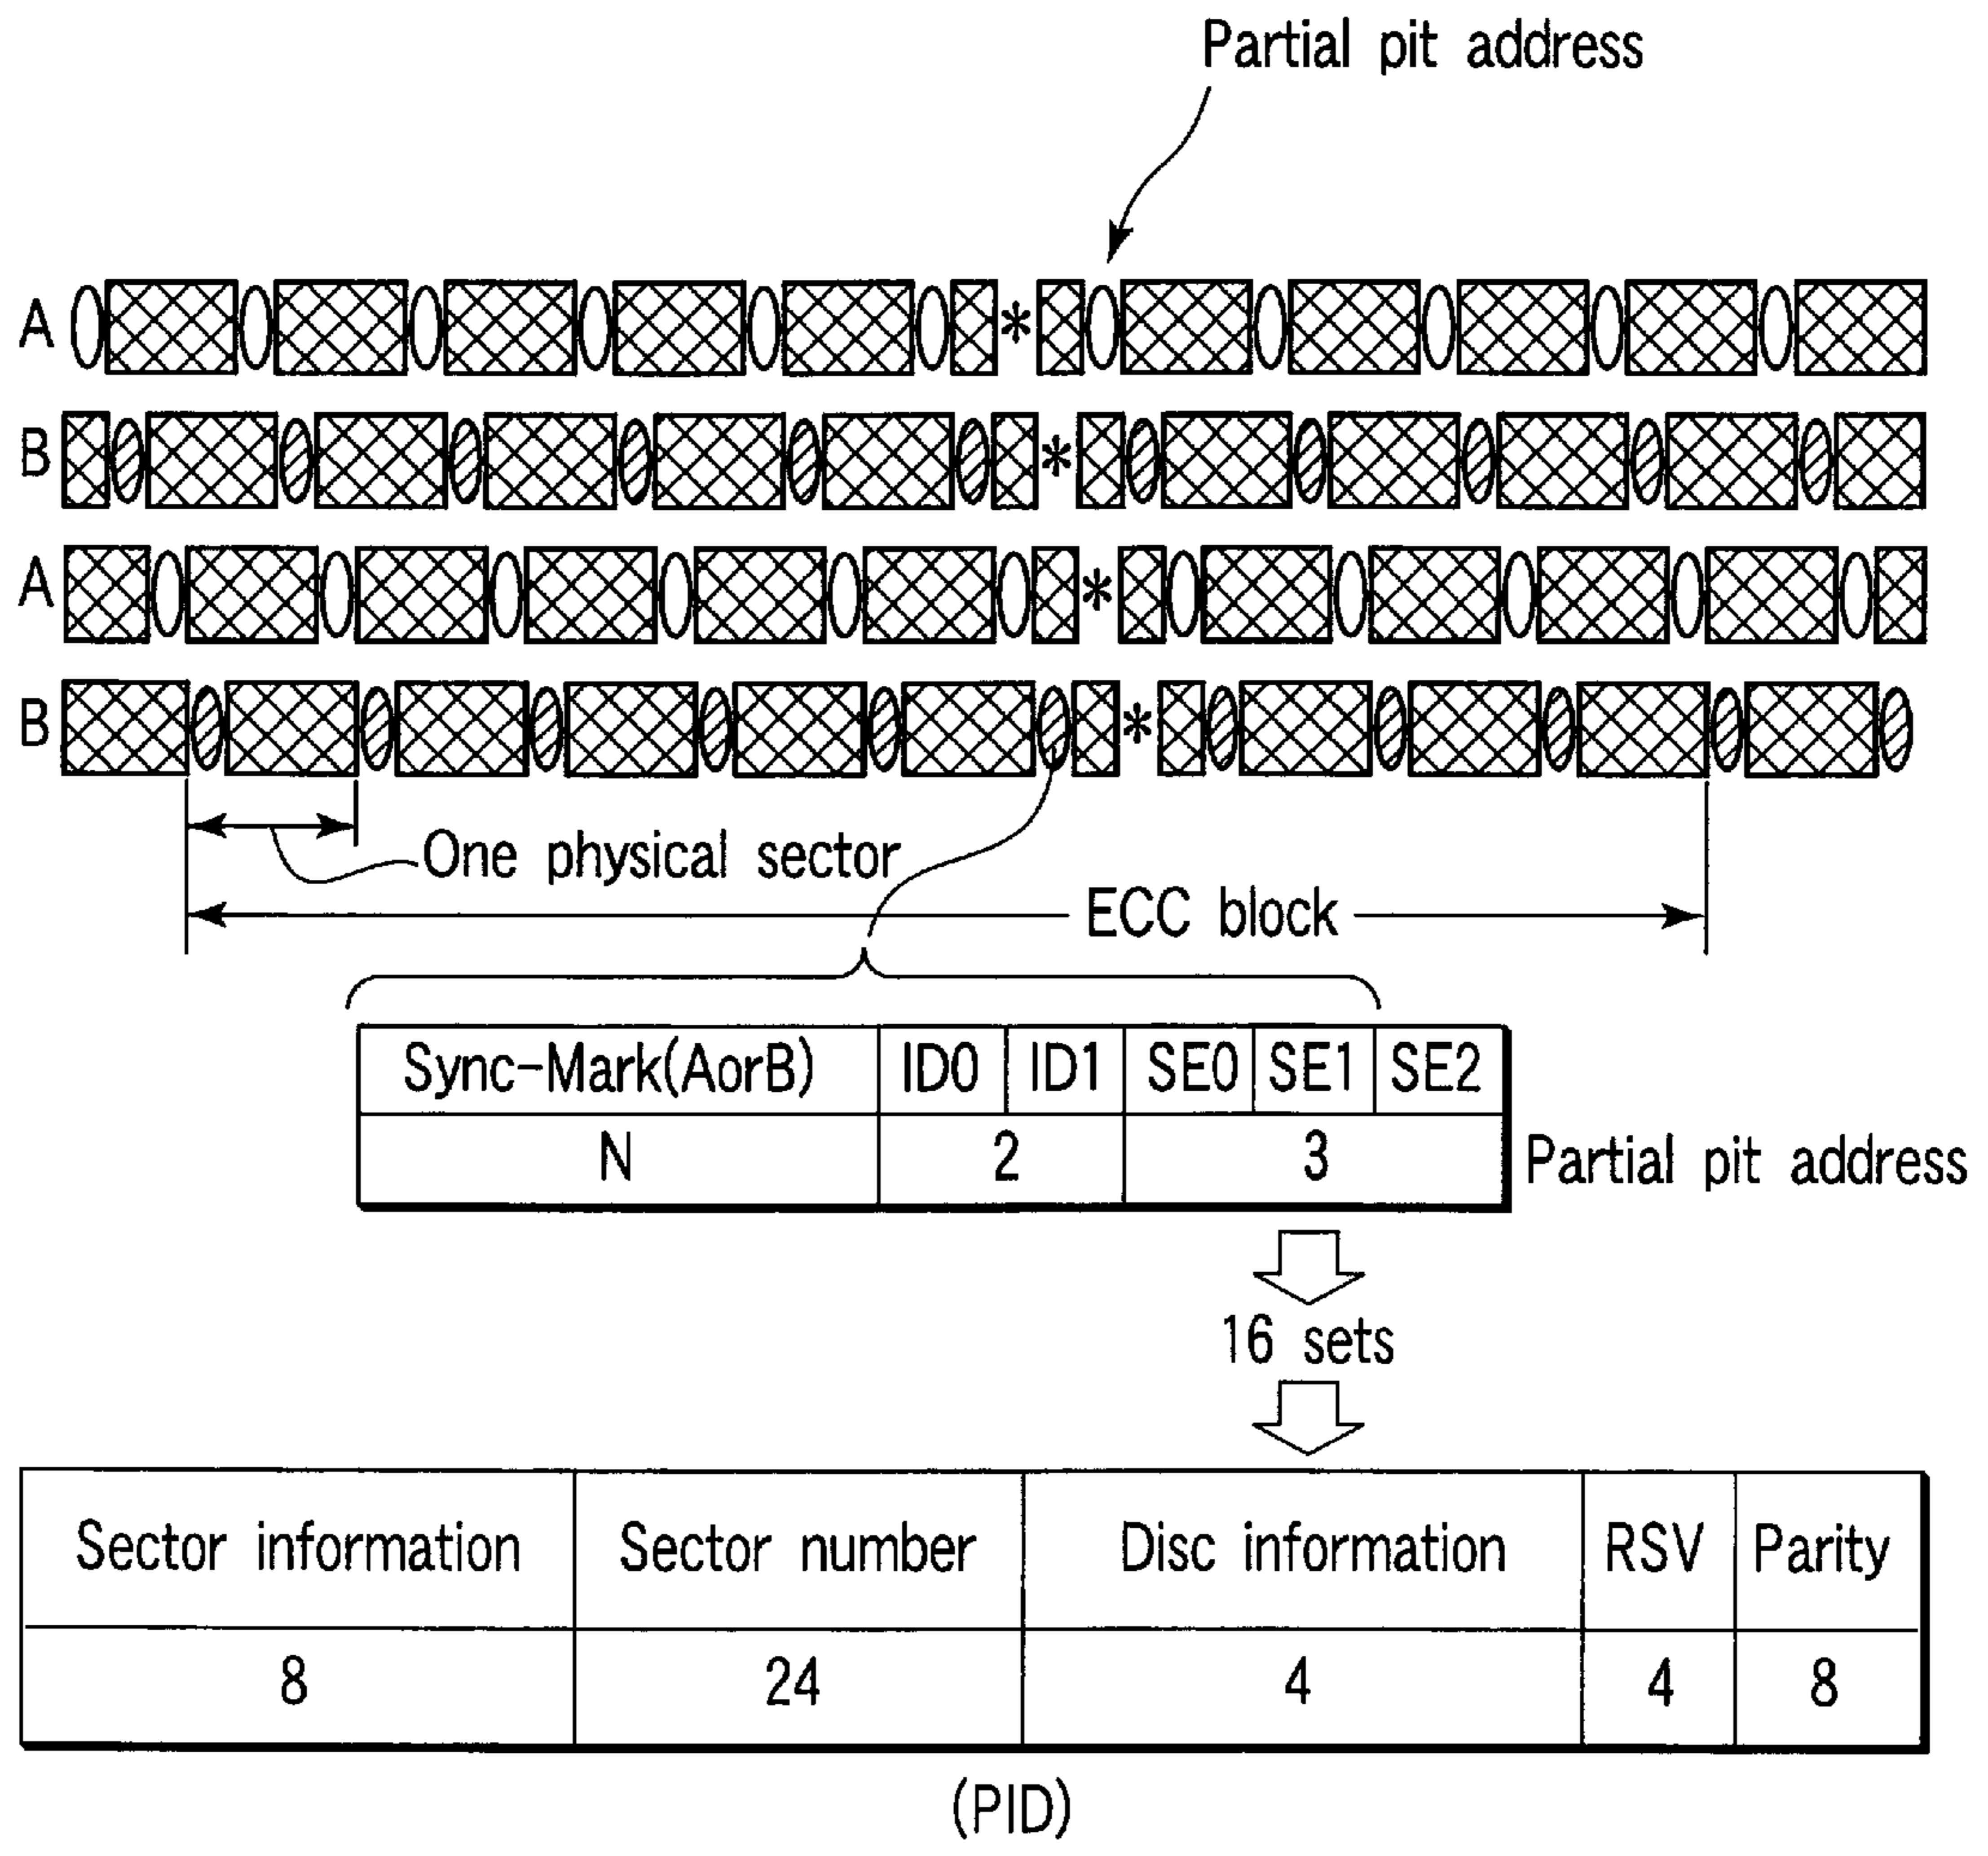 Partial pit address
A *
B *
A *
B *
One physical sector
ECC block
Sync-Mark(AorB) ID0 ID1 SE0 SE1 SE2
N 2 3
Partial pit address
16 sets
Sector information Sector number Disc information RSV Parity
8 24 4 4 8
(PID)